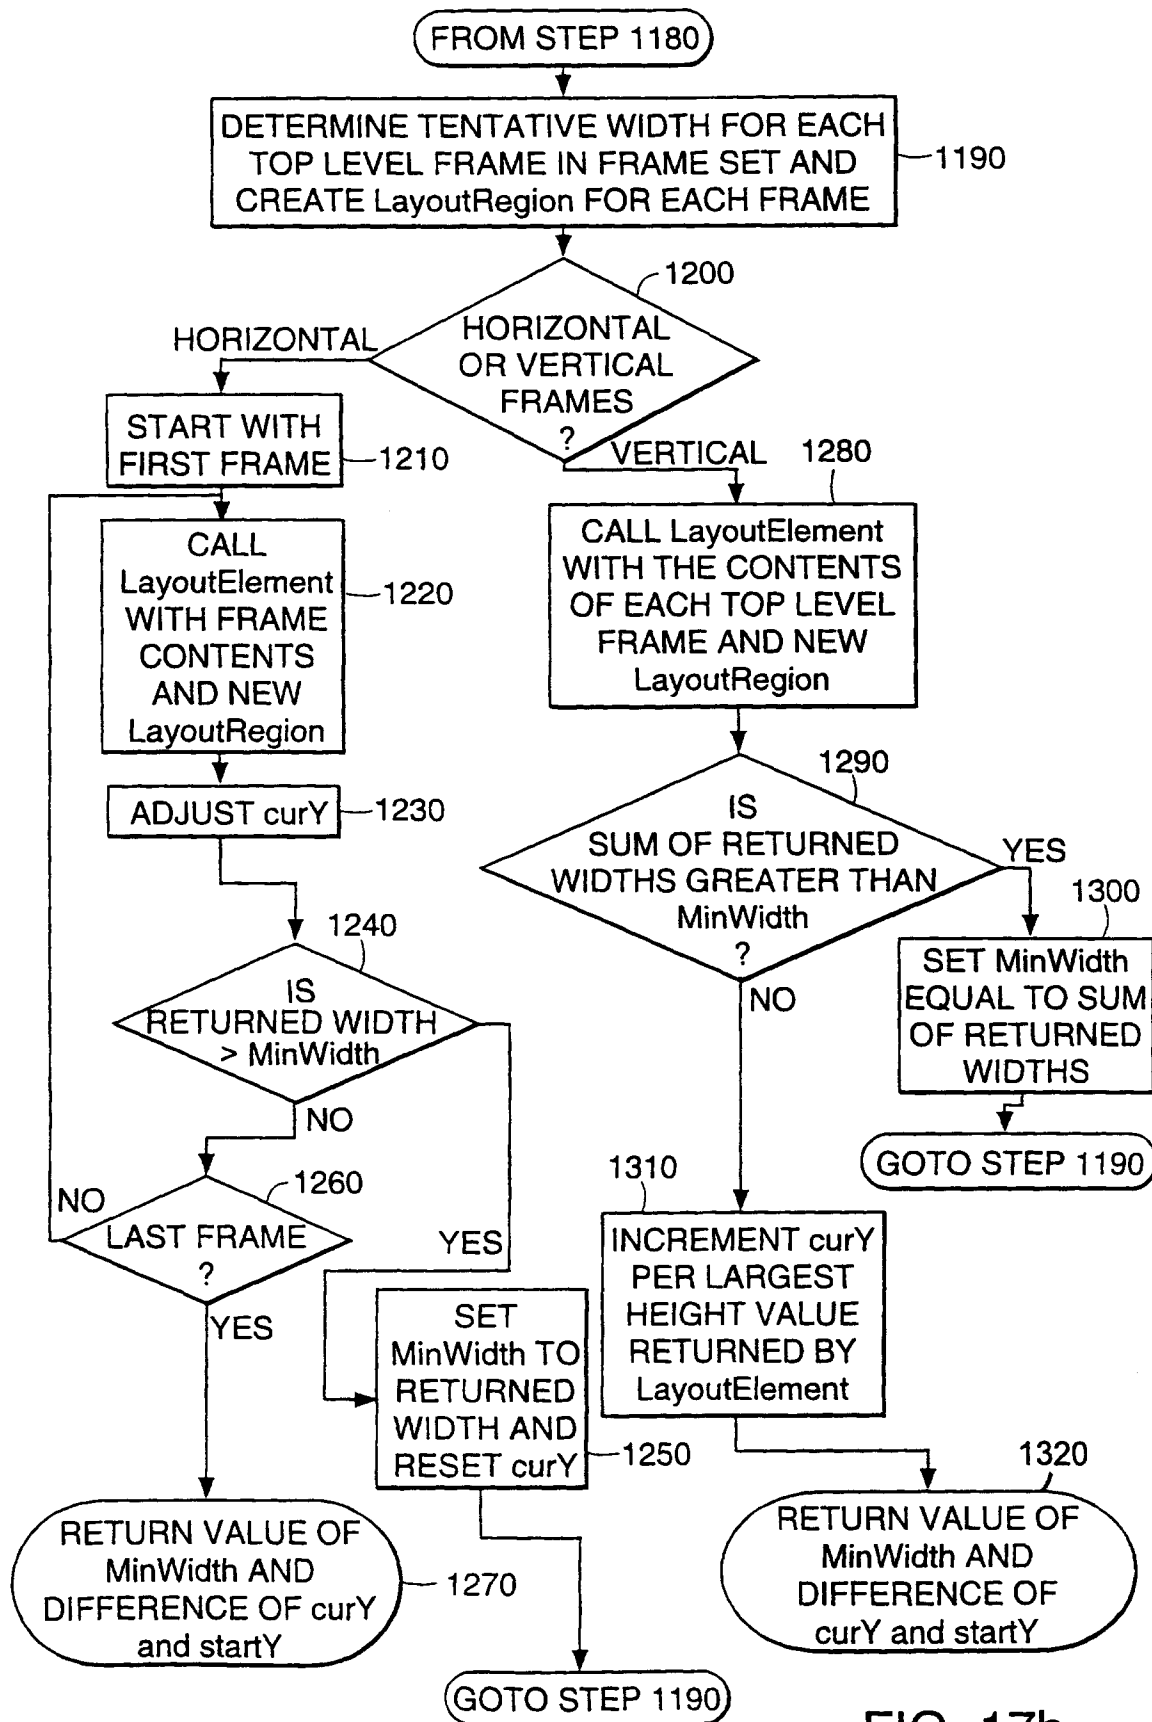 FROM STEP 1180
DETERMINE TENTATIVE WIDTH FOR EACH
TOP LEVEL FRAME IN FRAME SET AND
CREATE LayoutRegion FOR EACH FRAME
1190
1200
HORIZONTAL
OR VERTICAL
FRAMES
?
HORIZONTAL
START WITH
FIRST FRAME
1210
VERTICAL
1280
CALL
LayoutElement
WITH FRAME
CONTENTS
AND NEW
LayoutRegion
1220
CALL LayoutElement
WITH THE CONTENTS
OF EACH TOP LEVEL
FRAME AND NEW
LayoutRegion
ADJUST curY
1230
1290
IS
SUM OF RETURNED
WIDTHS GREATER THAN
MinWidth
?
YES
1300
SET MinWidth
EQUAL TO SUM
OF RETURNED
WIDTHS
GOTO STEP 1190
NO
1240
IS
RETURNED WIDTH
> MinWidth
NO
1260
LAST FRAME
?
NO
YES
YES
SET
MinWidth TO
RETURNED
WIDTH AND
RESET curY
1250
1310
INCREMENT curY
PER LARGEST
HEIGHT VALUE
RETURNED BY
LayoutElement
1320
RETURN VALUE OF
MinWidth AND
DIFFERENCE OF curY
and startY
1270
RETURN VALUE OF
MinWidth AND
DIFFERENCE OF
curY and startY
GOTO STEP 1190
FIG. 17b